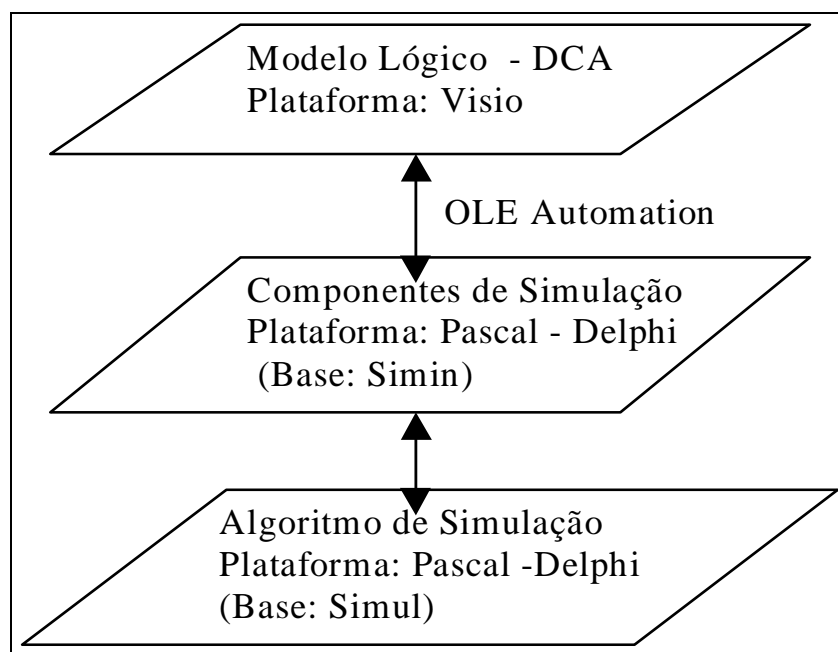 Modelo Lógico - DCA
Plataforma: Visio
OLE Automation
Componentes de Simulação
Plataforma: Pascal - Delphi
(Base: Simin)
Algoritmo de Simulação
Plataforma: Pascal -Delphi
(Base: Simul)